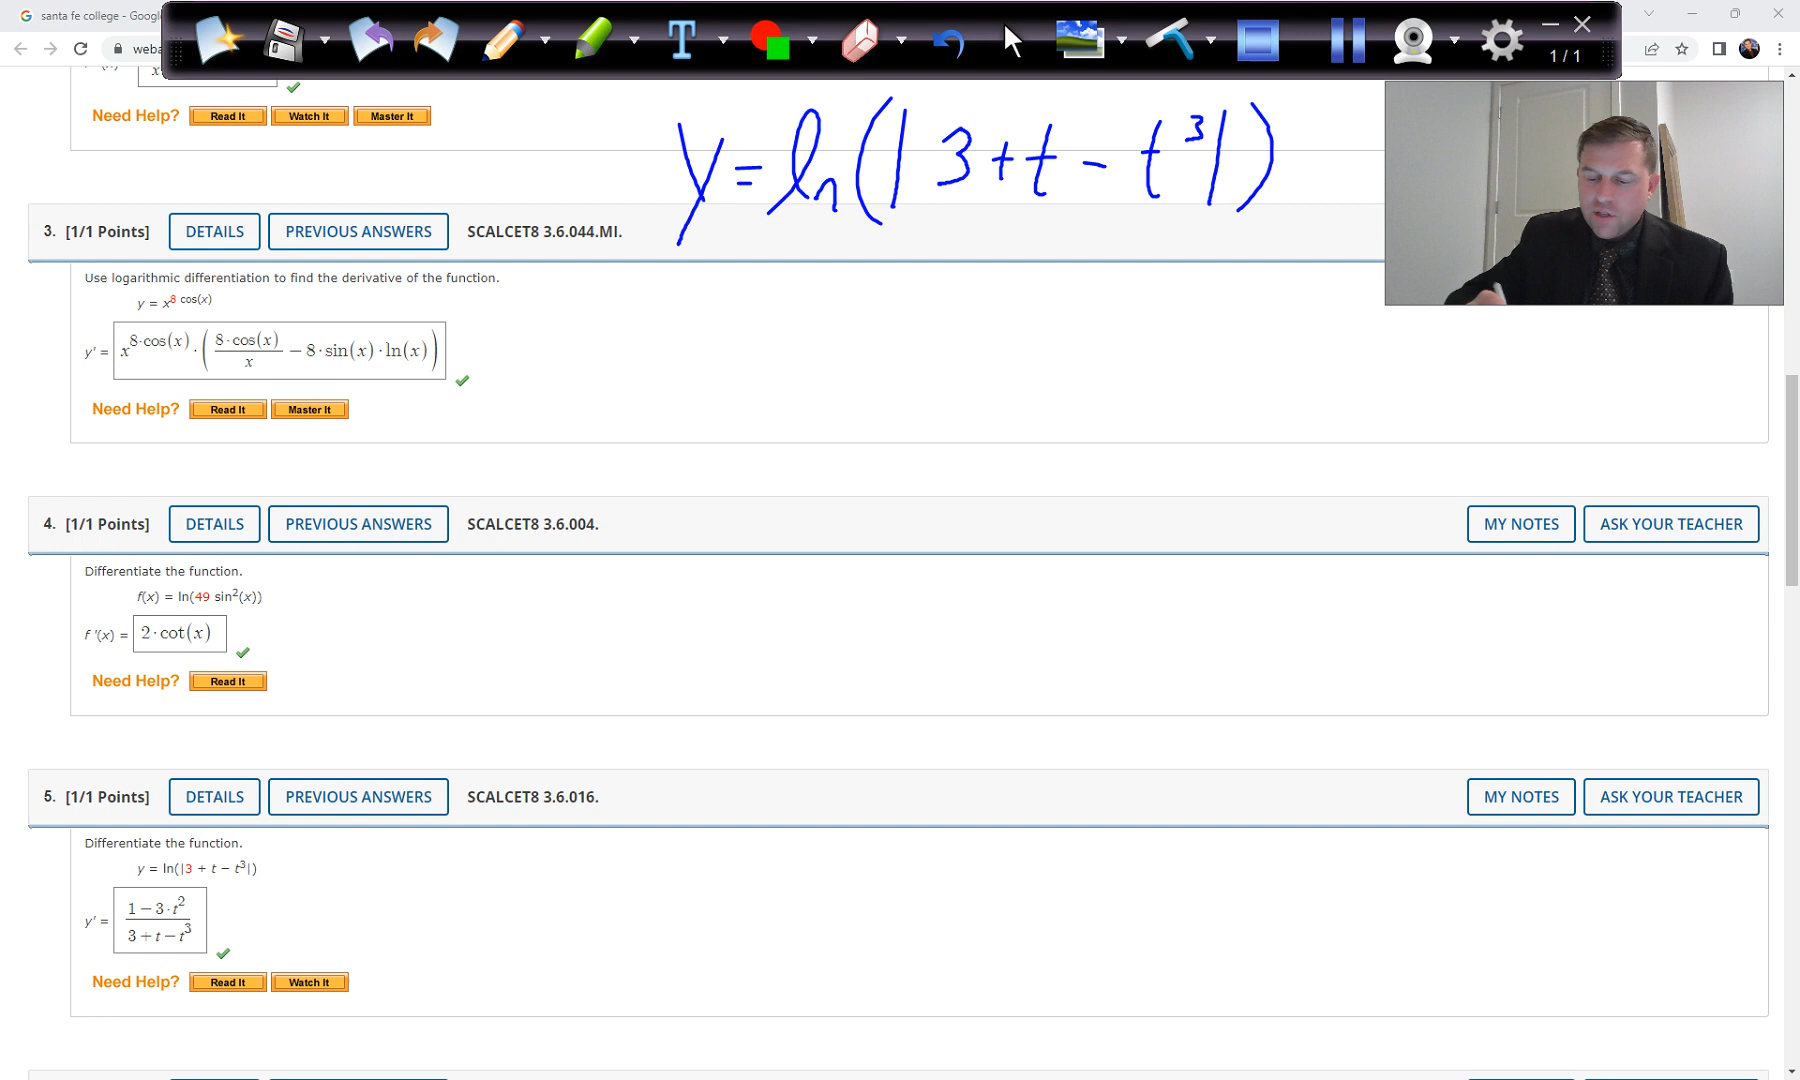 santa fe college - Googl
1 / 1
weba
Need Help? Read It Watch It Master It
y = ln(|3+t-t³|)
3. [1/1 Points] DETAILS PREVIOUS ANSWERS SCALCET8 3.6.044.MI.
Use logarithmic differentiation to find the derivative of the function.
y = x^(8 cos(x))
y' = x^(8·cos(x)) · ( (8·cos(x))/x − 8·sin(x)·ln(x) )
Need Help? Read It Master It
4. [1/1 Points] DETAILS PREVIOUS ANSWERS SCALCET8 3.6.004. MY NOTES ASK YOUR TEACHER
Differentiate the function.
f(x) = ln(49 sin²(x))
f '(x) = 2·cot(x)
Need Help? Read It
5. [1/1 Points] DETAILS PREVIOUS ANSWERS SCALCET8 3.6.016. MY NOTES ASK YOUR TEACHER
Differentiate the function.
y = ln(|3 + t − t³|)
y' = (1−3·t²)/(3+t−t³)
Need Help? Read It Watch It